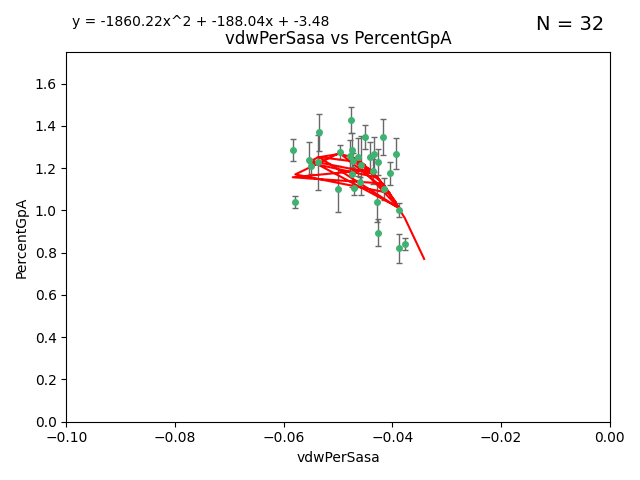 y = -1860.22x^2 + -188.04x + -3.48
N = 32
vdwPerSasa vs PercentGpA
PercentGpA
1.6
1.4
1.2
1.0
0.8
0.6
0.4
0.2
0.0
−0.10 −0.08 −0.06 −0.04 −0.02 0.00
vdwPerSasa